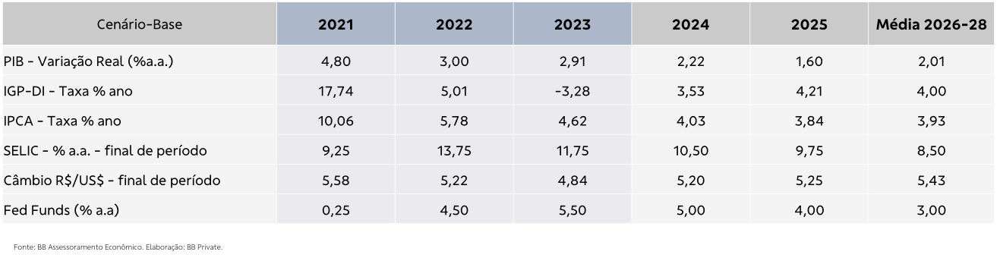 Cenário-Base 2021 2022 2023 2024 2025 Média 2026-28
PIB - Variação Real (%a.a.) 4,80 3,00 2,91 2,22 1,60 2,01
IGP-DI - Taxa % ano 17,74 5,01 -3,28 3,53 4,21 4,00
IPCA - Taxa % ano 10,06 5,78 4,62 4,03 3,84 3,93
SELIC - % a.a. - final de período 9,25 13,75 11,75 10,50 9,75 8,50
Câmbio R$/US$ - final de período 5,58 5,22 4,84 5,20 5,25 5,43
Fed Funds (% a.a) 0,25 4,50 5,50 5,00 4,00 3,00
Fonte: BB Assessoramento Econômico. Elaboração: BB Private.